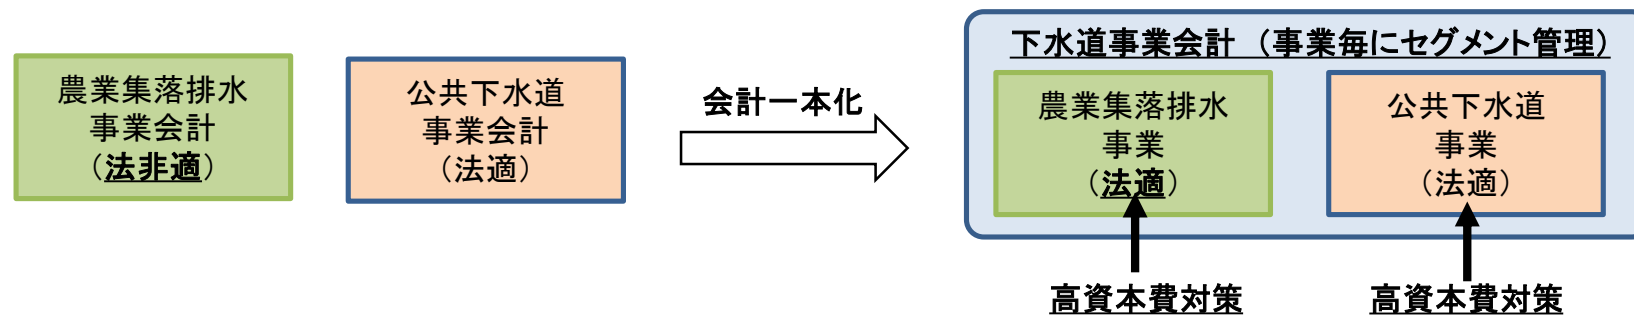 農業集落排水
事業会計
（法非適）
公共下水道
事業会計
（法適）
会計一本化
下水道事業会計　（事業毎にセグメント管理）
農業集落排水
事業
（法適）
公共下水道
事業
（法適）
高資本費対策
高資本費対策